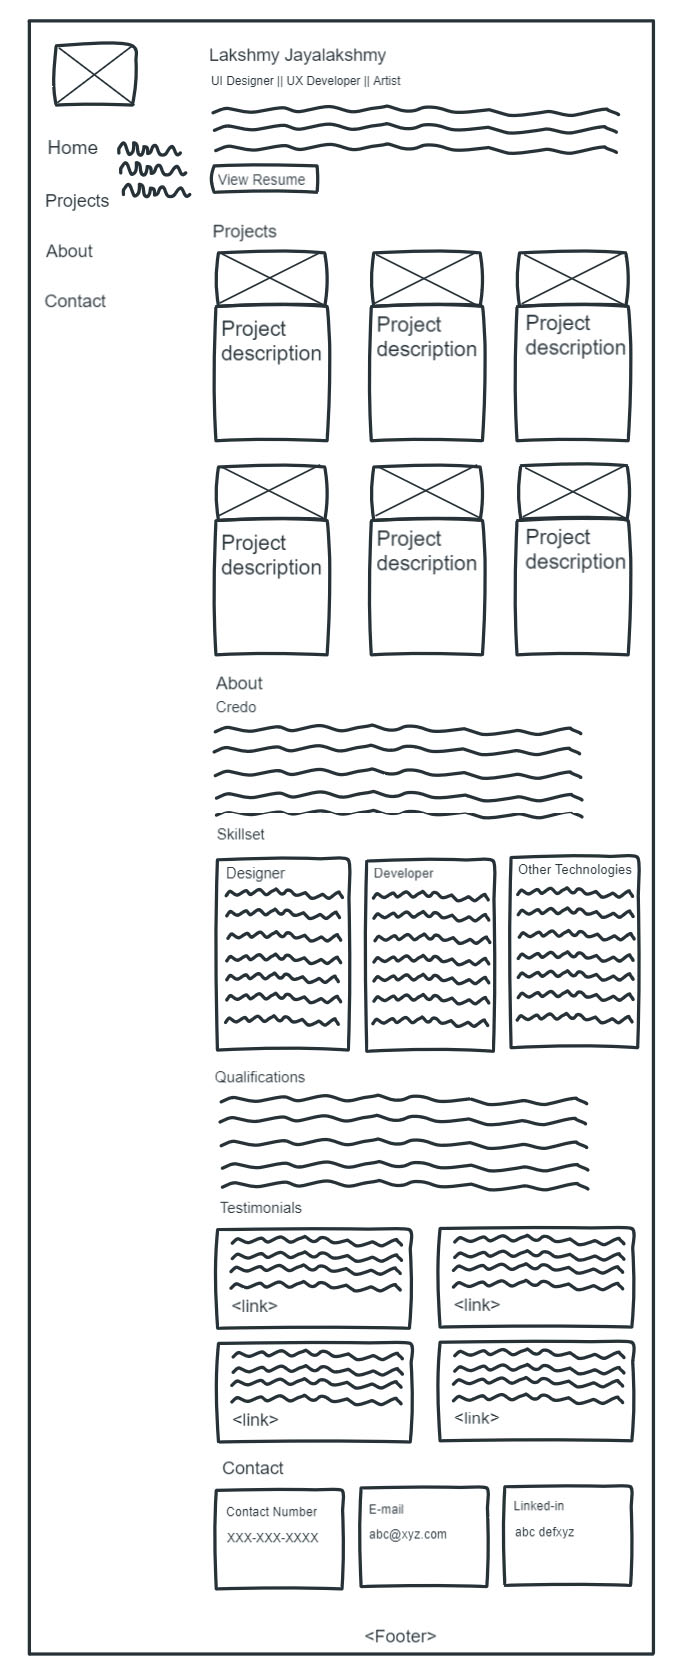 Lakshmy Jayalakshmy
UI Designer || UX Developer || Artist
Home
Projects
About
Contact
View Resume
Projects
Project
description
Project
description
Project
description
Project
description
Project
description
Project
description
About
Credo
Skillset
Designer
Developer
Other Technologies
Qualifications
Testimonials
<link>
<link>
<link>
<link>
Contact
Contact Number
XXX-XXX-XXXX
E-mail
abc@xyz.com
Linked-in
abc defxyz
<Footer>